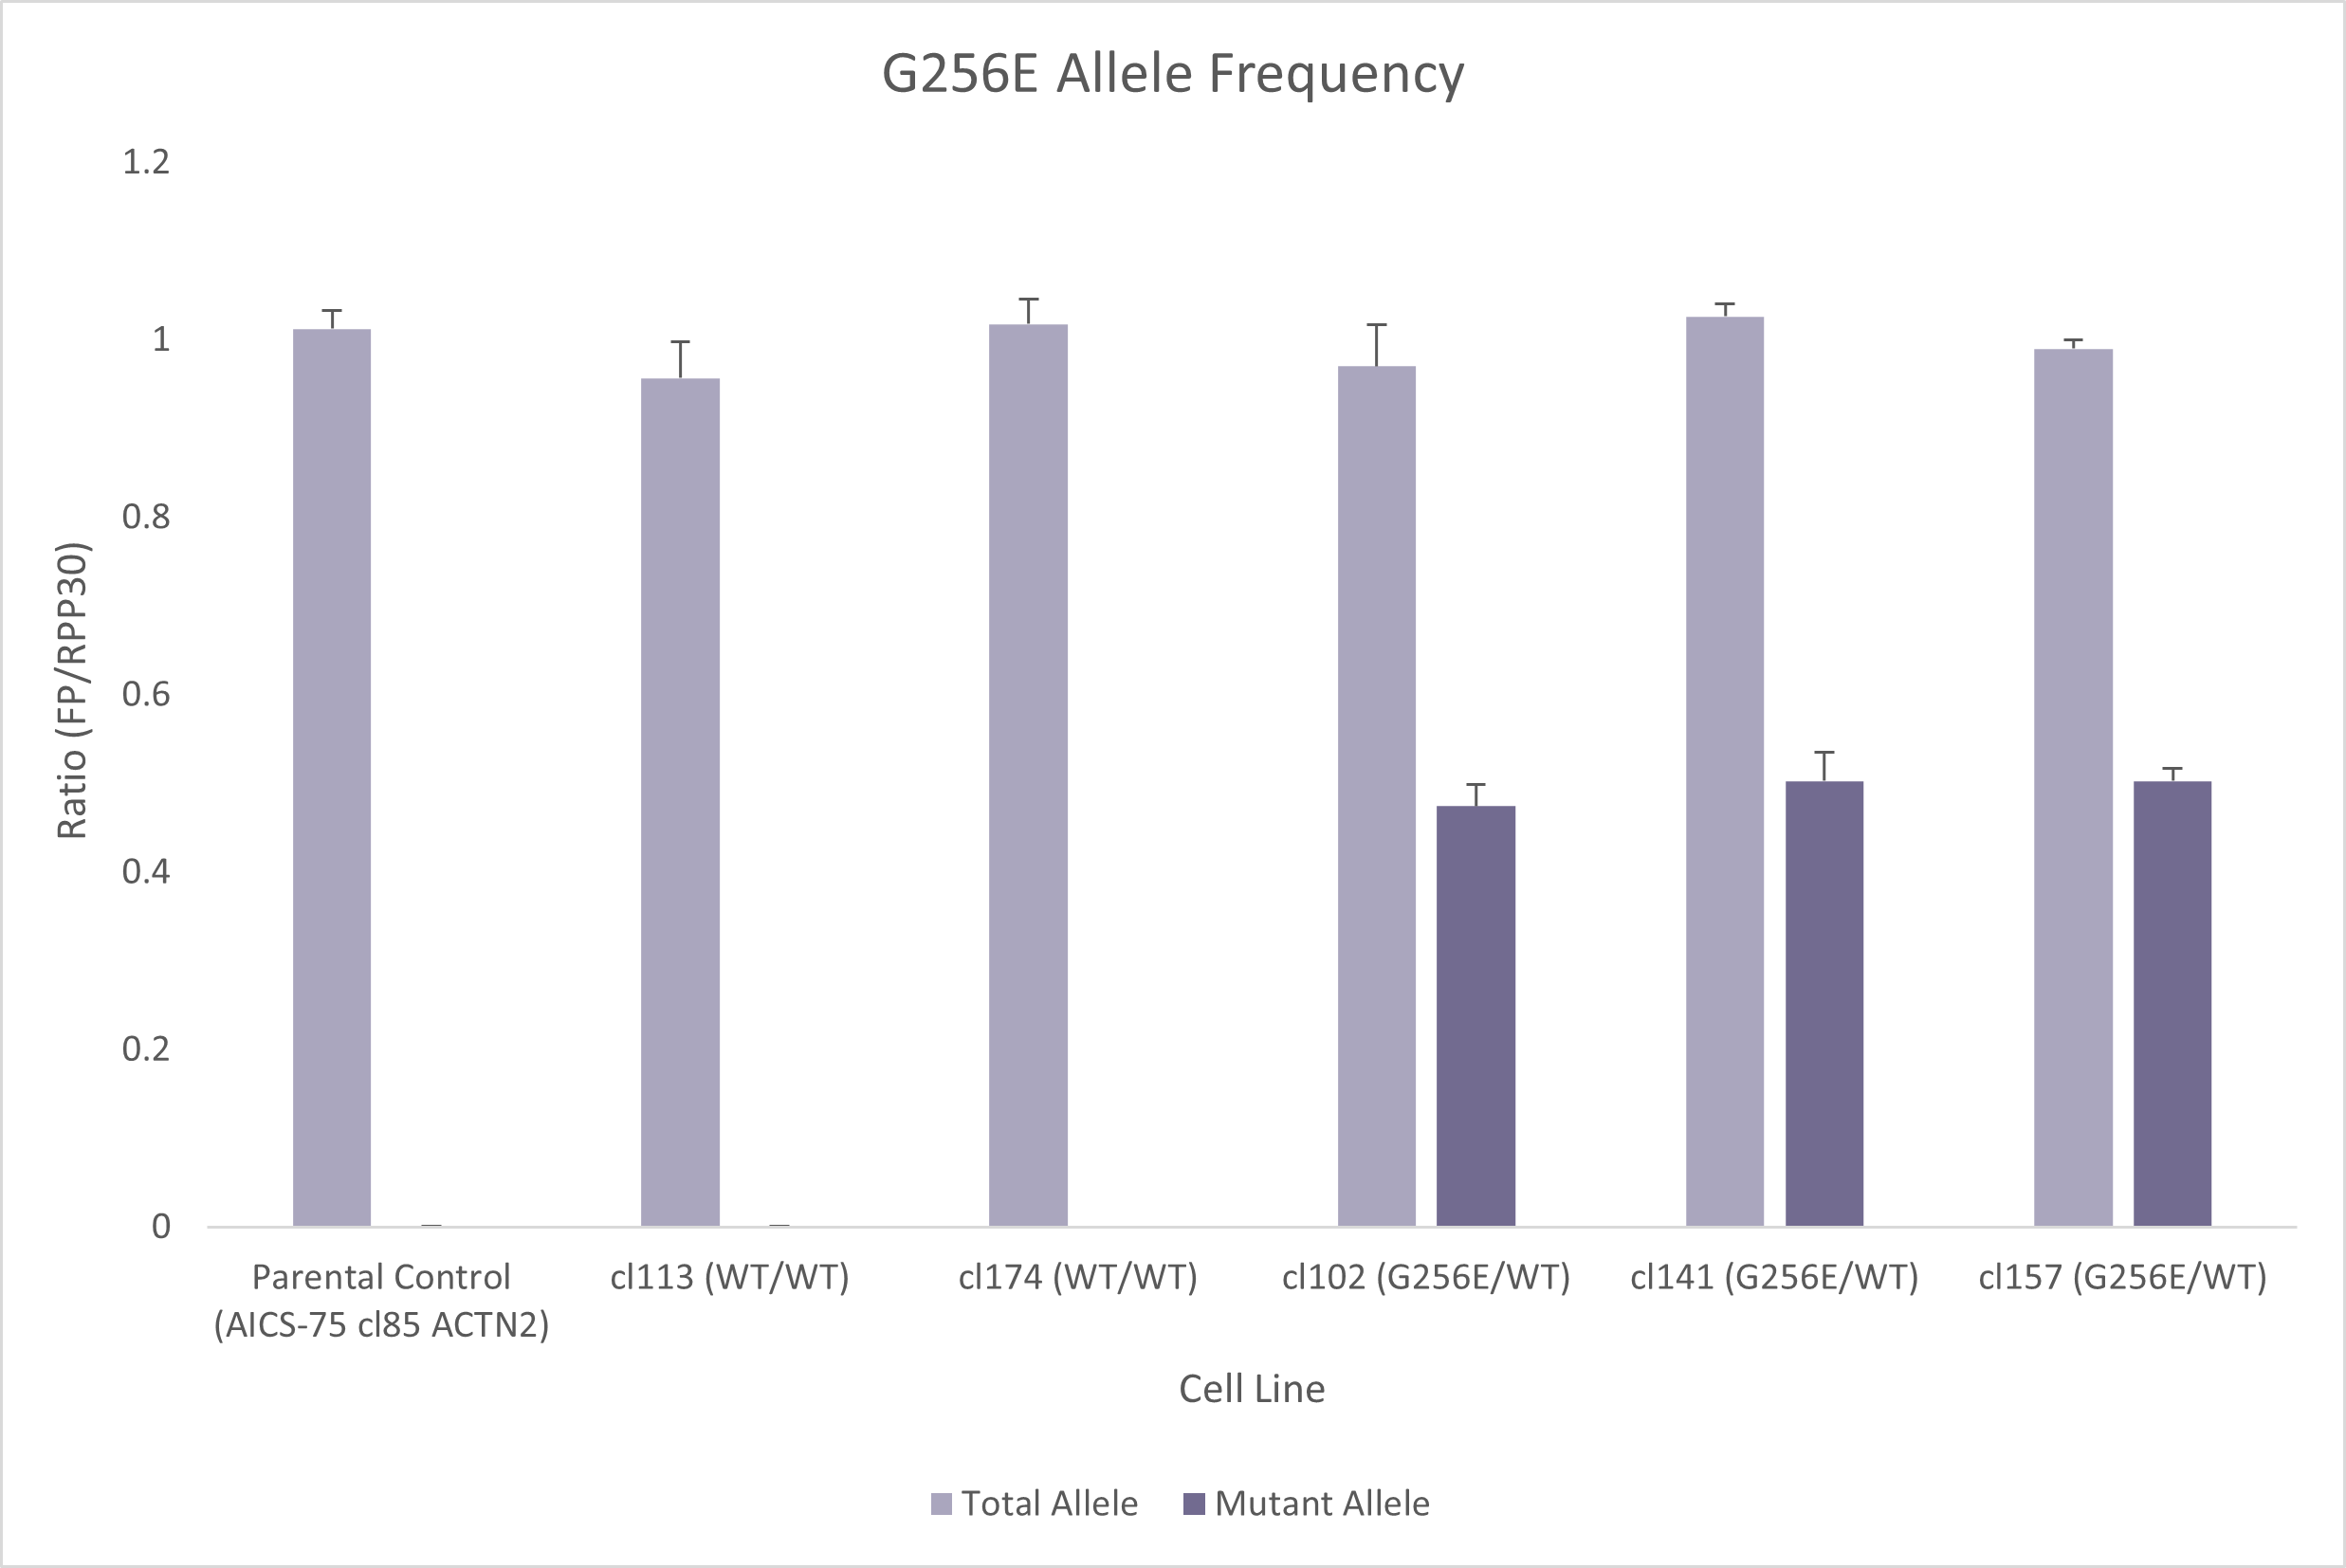 G256E Allele Frequency
1.2
1
0.8
0.6
0.4
0.2
0
Ratio (FP/RPP30)
Parental Control
(AICS-75 cl85 ACTN2)
cl113 (WT/WT)
cl174 (WT/WT)
cl102 (G256E/WT)
cl141 (G256E/WT)
cl157 (G256E/WT)
Cell Line
Total Allele
Mutant Allele